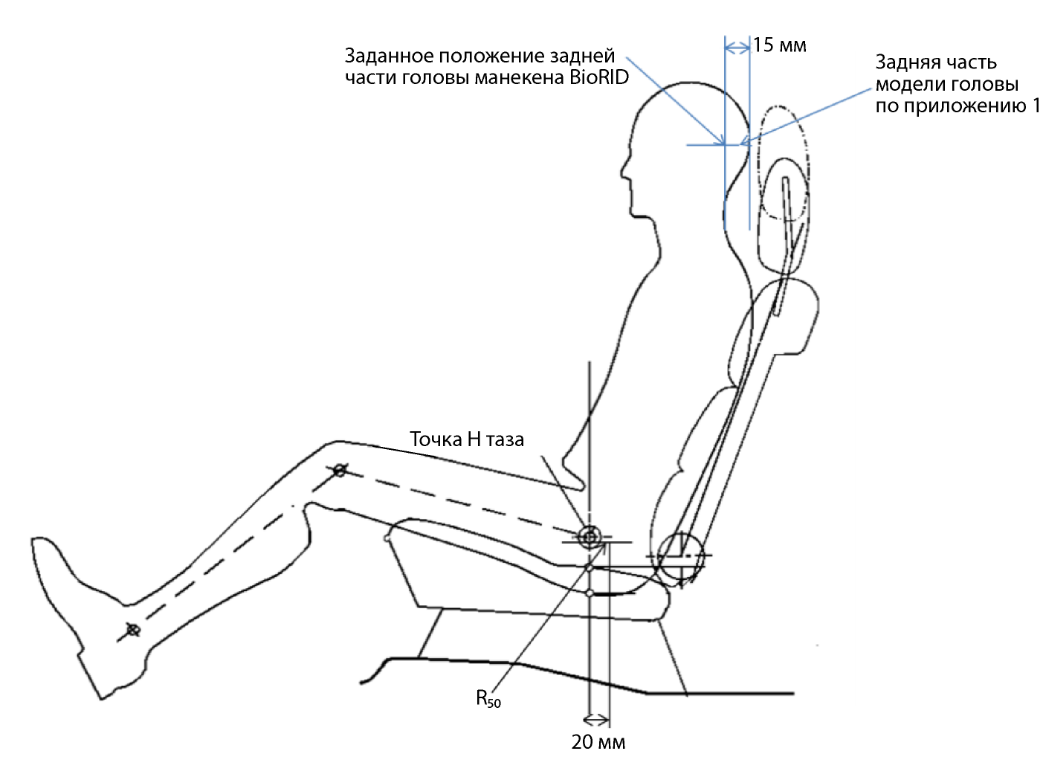 15 мм
Заданное положение задней
части головы манекена BioRID
Задняя часть
модели головы
по приложению 1
Точка H таза
R₅₀
20 мм